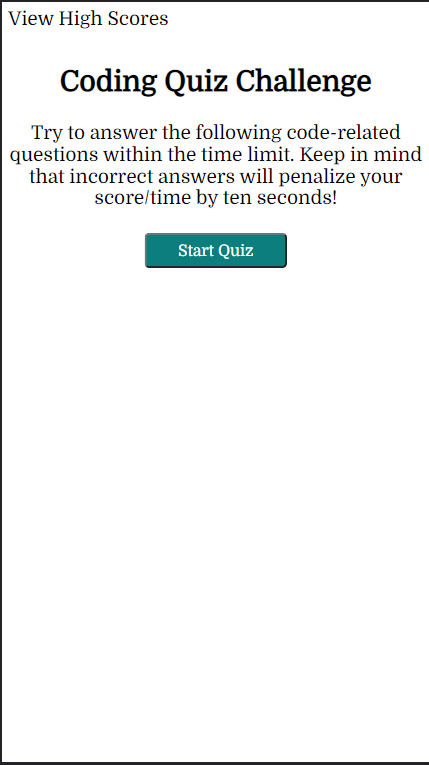 View High Scores
Coding Quiz Challenge
Try to answer the following code-related
questions within the time limit. Keep in mind
that incorrect answers will penalize your
score/time by ten seconds!
Start Quiz